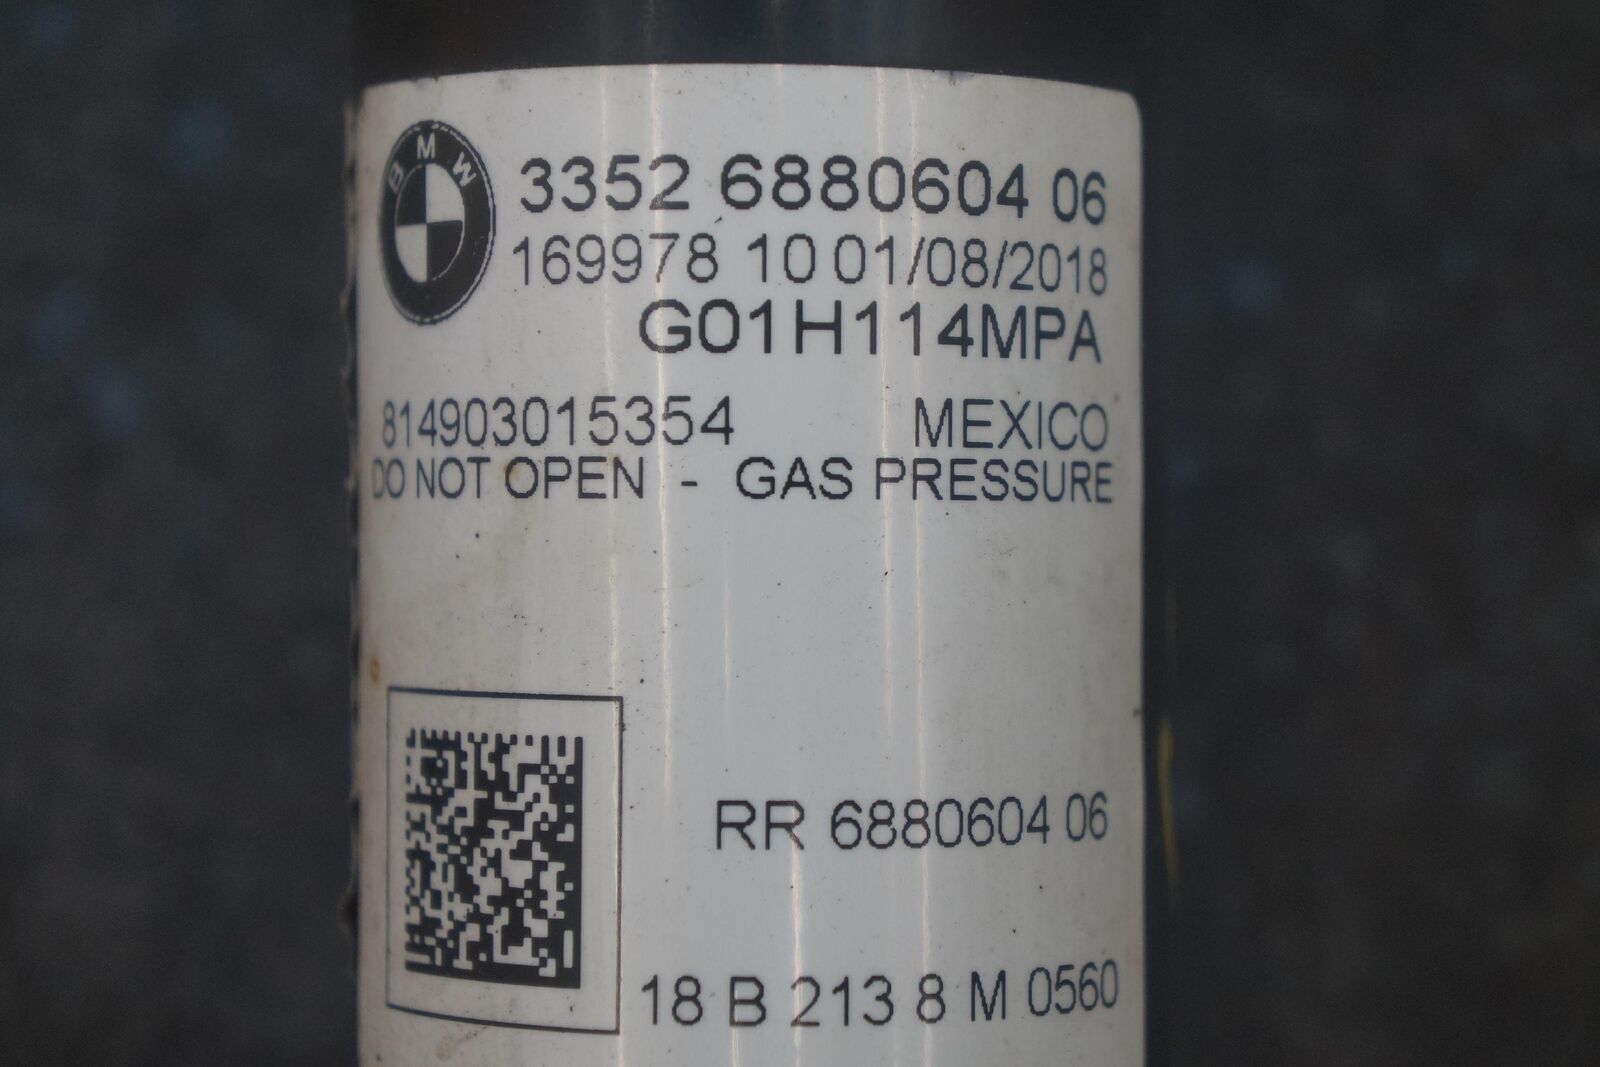 BMW
3352 6880604 06
169978 10 01/08/2018
G01H114MPA
814903015354 MEXICO
DO NOT OPEN - GAS PRESSURE
RR 6880604 06
18 B 213 8 M 0560